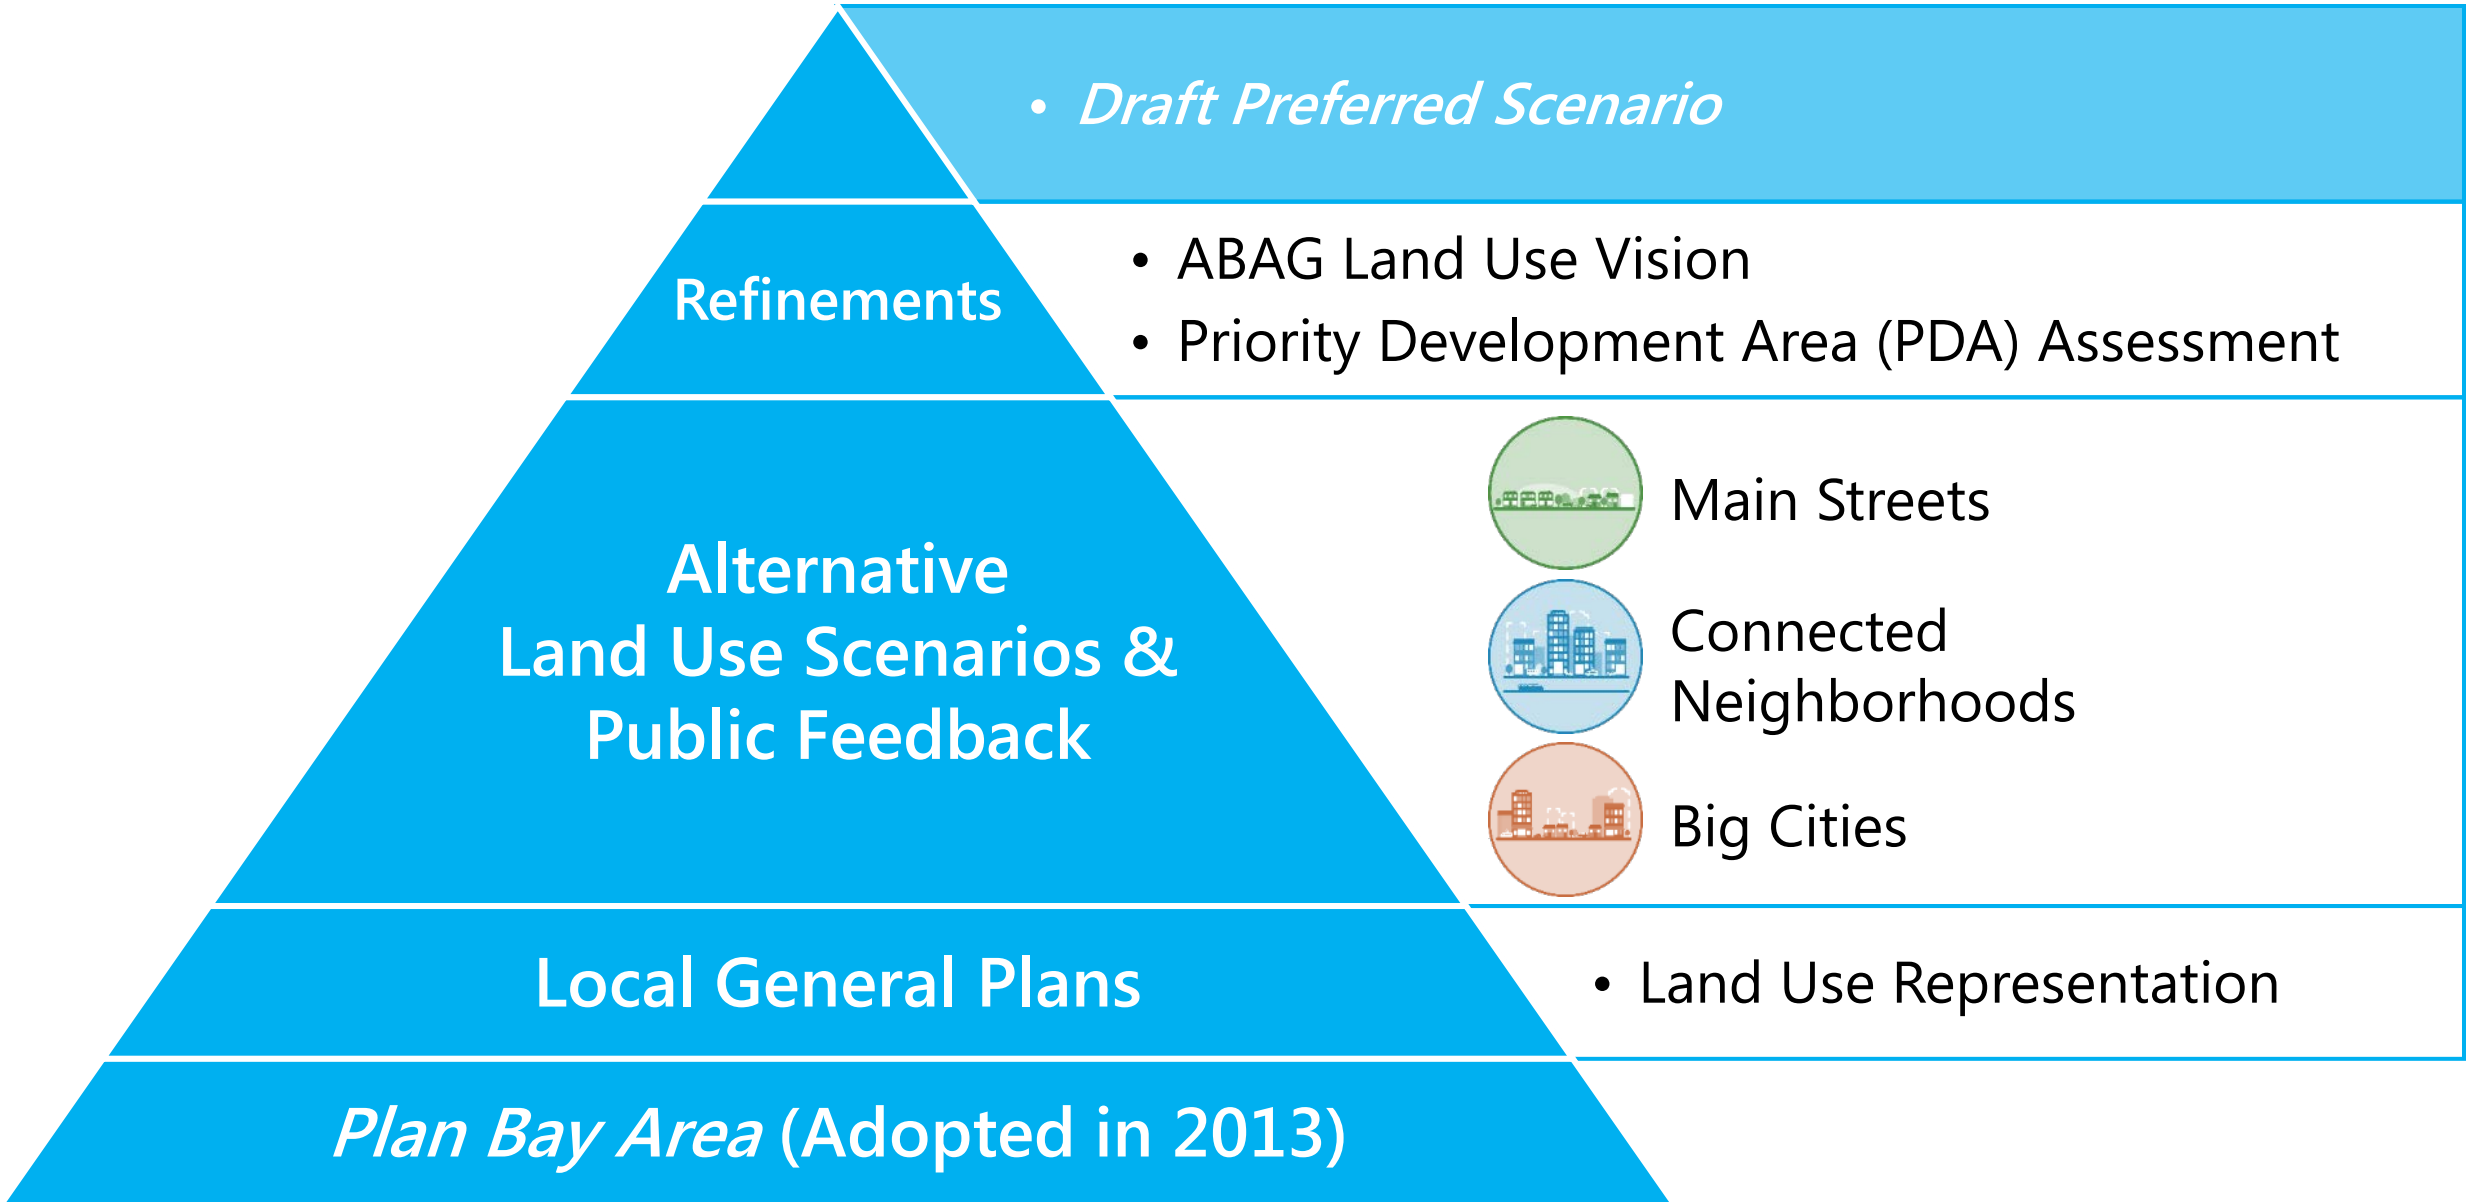 • Draft Preferred Scenario
Refinements
• ABAG Land Use Vision
• Priority Development Area (PDA) Assessment
Alternative
Land Use Scenarios &
Public Feedback
Main Streets
Connected
Neighborhoods
Big Cities
Local General Plans
• Land Use Representation
Plan Bay Area (Adopted in 2013)